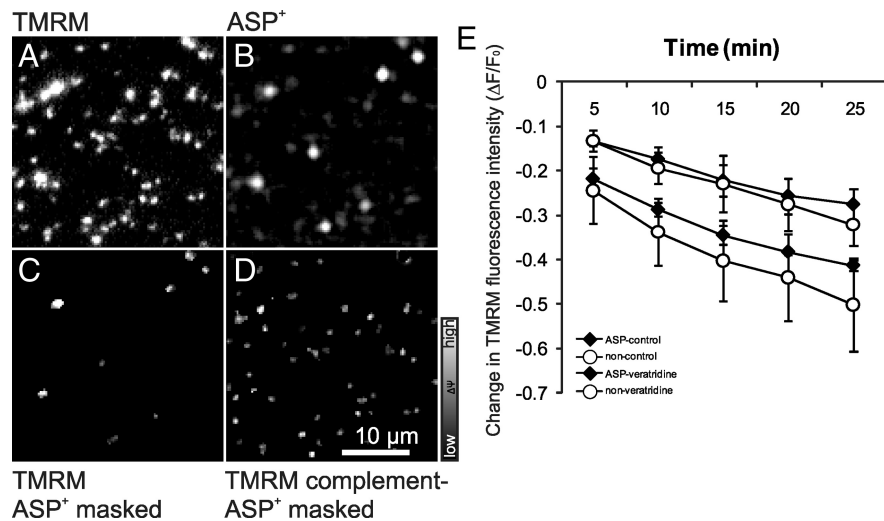 TMRM
ASP+
A
B
C
D
high
ΔΨ
low
10 µm
TMRM
ASP+ masked
TMRM complement-
ASP+ masked
E
Time (min)
Change in TMRM fluorescence intensity (ΔF/F₀)
0
-0.1
-0.2
-0.3
-0.4
-0.5
-0.6
-0.7
5
10
15
20
25
ASP-control
non-control
ASP-veratridine
non-veratridine